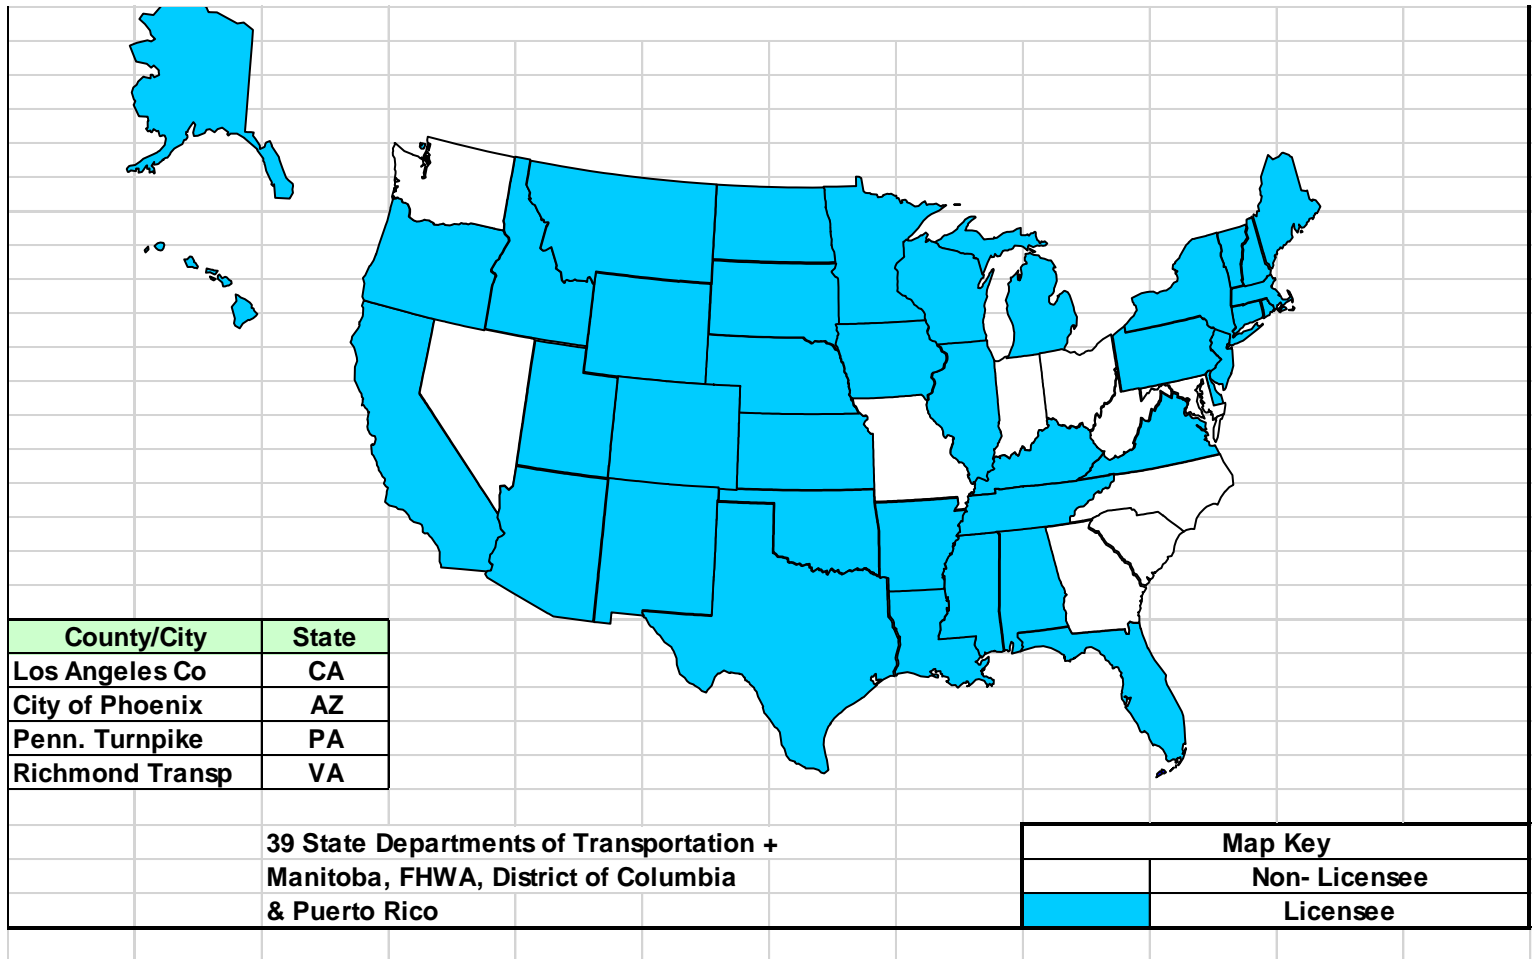 County/City State
Los Angeles Co CA
City of Phoenix AZ
Penn. Turnpike PA
Richmond Transp VA
39 State Departments of Transportation +
Manitoba, FHWA, District of Columbia
& Puerto Rico
Map Key
Non- Licensee
Licensee